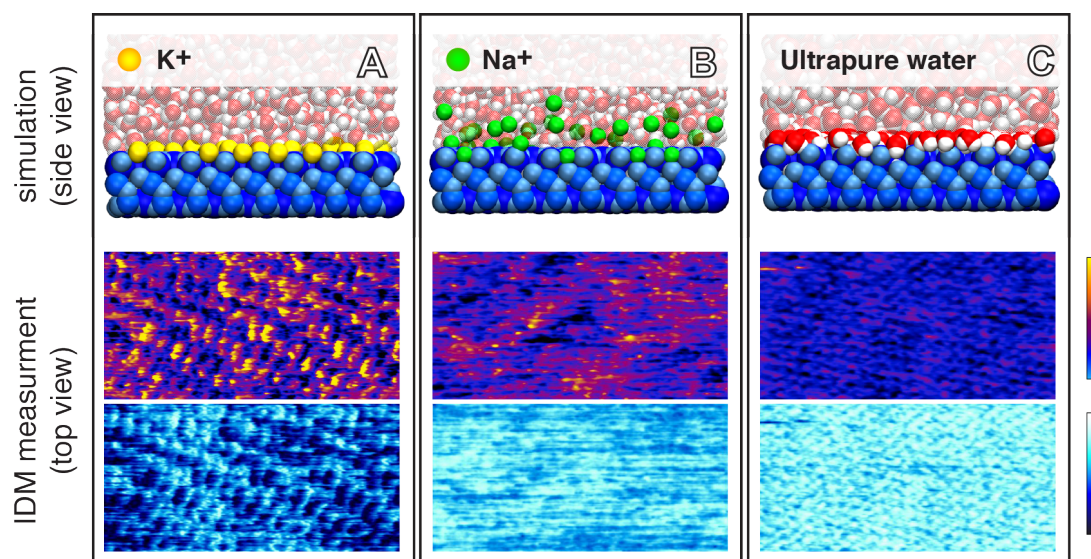 K+
A
Na+
B
Ultrapure water
C
simulation
(side view)
IDM measurment
(top view)